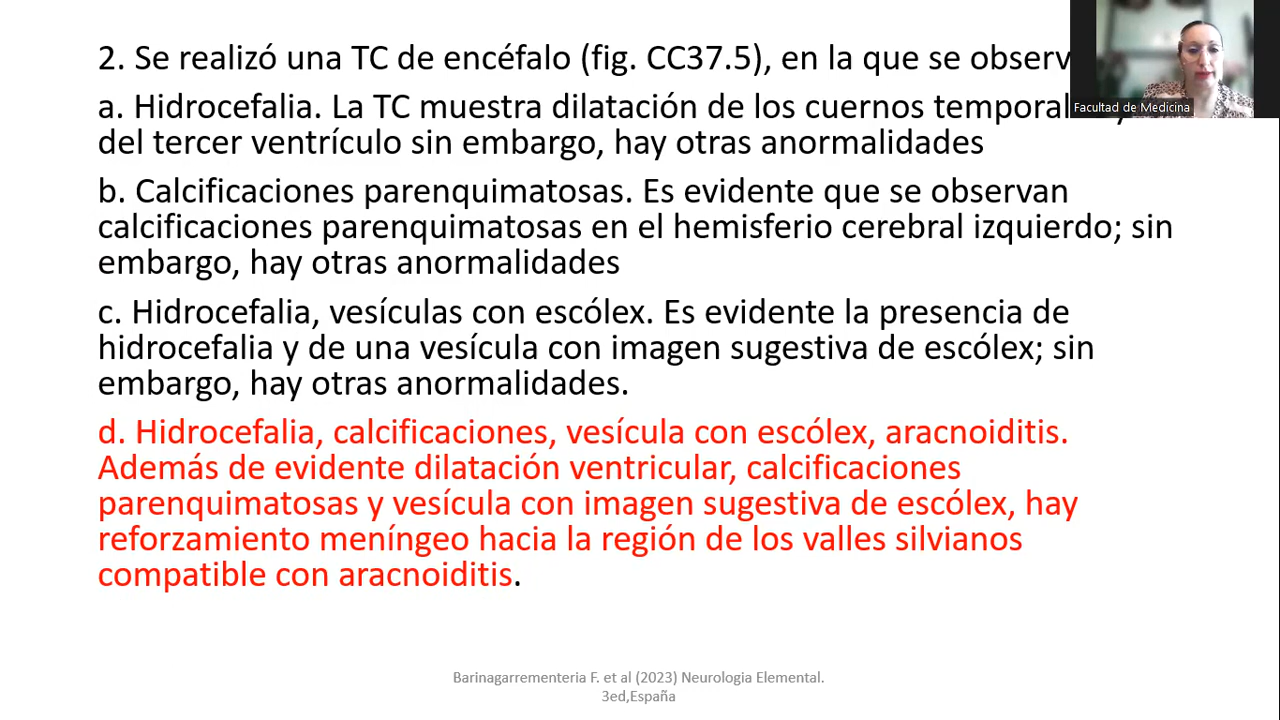 2. Se realizó una TC de encéfalo (fig. CC37.5), en la que se observ
a. Hidrocefalia. La TC muestra dilatación de los cuernos temporal y
del tercer ventrículo sin embargo, hay otras anormalidades
b. Calcificaciones parenquimatosas. Es evidente que se observan
calcificaciones parenquimatosas en el hemisferio cerebral izquierdo; sin
embargo, hay otras anormalidades
c. Hidrocefalia, vesículas con escólex. Es evidente la presencia de
hidrocefalia y de una vesícula con imagen sugestiva de escólex; sin
embargo, hay otras anormalidades.
d. Hidrocefalia, calcificaciones, vesícula con escólex, aracnoiditis.
Además de evidente dilatación ventricular, calcificaciones
parenquimatosas y vesícula con imagen sugestiva de escólex, hay
reforzamiento meníngeo hacia la región de los valles silvianos
compatible con aracnoiditis.
Facultad de Medicina
Barinagarrementeria F. et al (2023) Neurologia Elemental.
3ed,España